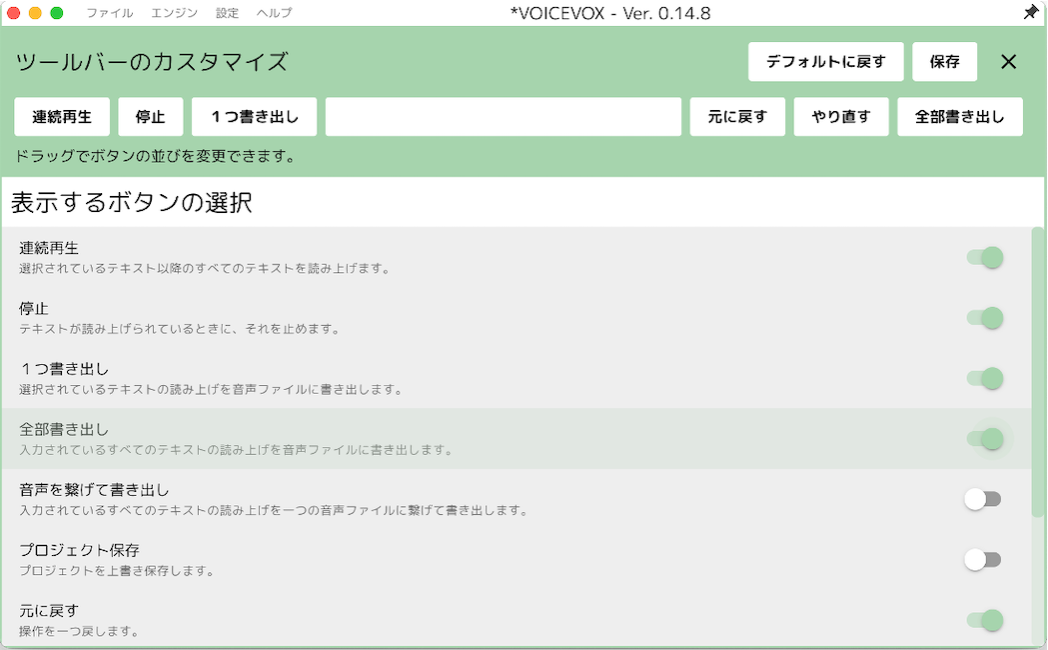 ファイル エンジン 設定 ヘルプ *VOICEVOX - Ver. 0.14.8
ツールバーのカスタマイズ デフォルトに戻す 保存
連続再生 停止 １つ書き出し 元に戻す やり直す 全部書き出し
ドラッグでボタンの並びを変更できます。
表示するボタンの選択
連続再生
選択されているテキスト以降のすべてのテキストを読み上げます。
停止
テキストが読み上げられているときに、それを止めます。
１つ書き出し
選択されているテキストの読み上げを音声ファイルに書き出します。
全部書き出し
入力されているすべてのテキストの読み上げを音声ファイルに書き出します。
音声を繋げて書き出し
入力されているすべてのテキストの読み上げを一つの音声ファイルに繋げて書き出します。
プロジェクト保存
プロジェクトを上書き保存します。
元に戻す
操作を一つ戻します。